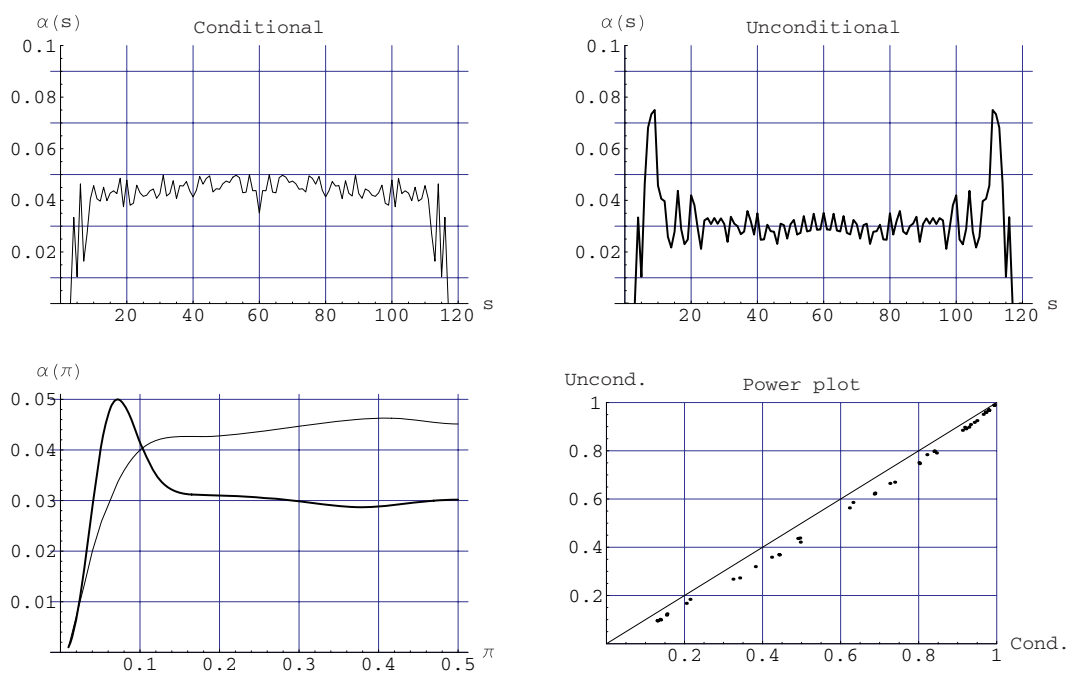 α(s)
Conditional
0.1
0.08
0.06
0.04
0.02
20 40 60 80 100 120 s
α(s)
Unconditional
0.1
0.08
0.06
0.04
0.02
20 40 60 80 100 120 s
α(π)
0.05
0.04
0.03
0.02
0.01
0.1 0.2 0.3 0.4 0.5 π
Uncond.
Power plot
1
0.8
0.6
0.4
0.2
0.2 0.4 0.6 0.8 1 Cond.